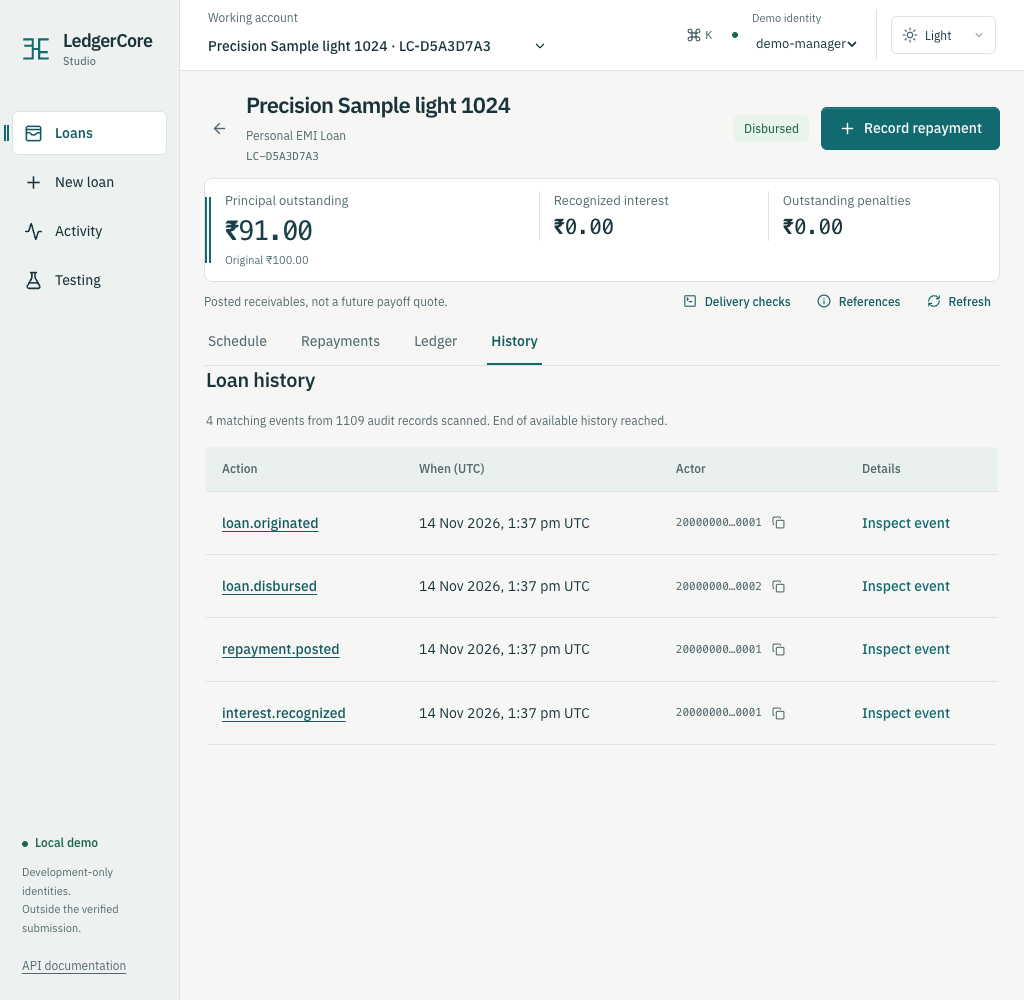 LedgerCore
Studio
Loans
New loan
Activity
Testing
Local demo
Development-only
identities.
Outside the verified
submission.
API documentation
Working account
Precision Sample light 1024 · LC-D5A3D7A3
⌘ K
Demo identity
demo-manager
Light
Precision Sample light 1024
Personal EMI Loan
LC–D5A3D7A3
Disbursed
Record repayment
Principal outstanding
₹91.00
Original ₹100.00
Recognized interest
₹0.00
Outstanding penalties
₹0.00
Posted receivables, not a future payoff quote.
Delivery checks
References
Refresh
Schedule
Repayments
Ledger
History
Loan history
4 matching events from 1109 audit records scanned. End of available history reached.
Action When (UTC) Actor Details
loan.originated 14 Nov 2026, 1:37 pm UTC 20000000…0001 Inspect event
loan.disbursed 14 Nov 2026, 1:37 pm UTC 20000000…0002 Inspect event
repayment.posted 14 Nov 2026, 1:37 pm UTC 20000000…0001 Inspect event
interest.recognized 14 Nov 2026, 1:37 pm UTC 20000000…0001 Inspect event